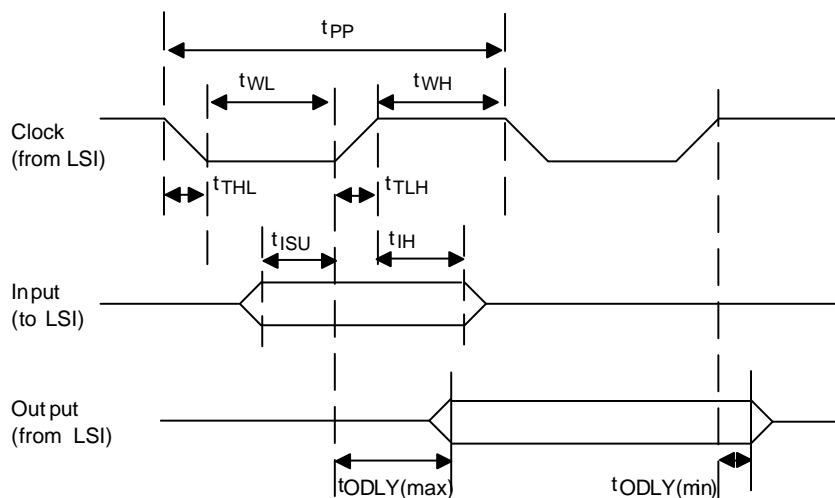 tPP
tWL
tWH
Clock
(from LSI)
tTHL
tTLH
tISU
tIH
Input
(to LSI)
Output
(from LSI)
tODLY(max)
tODLY(min)